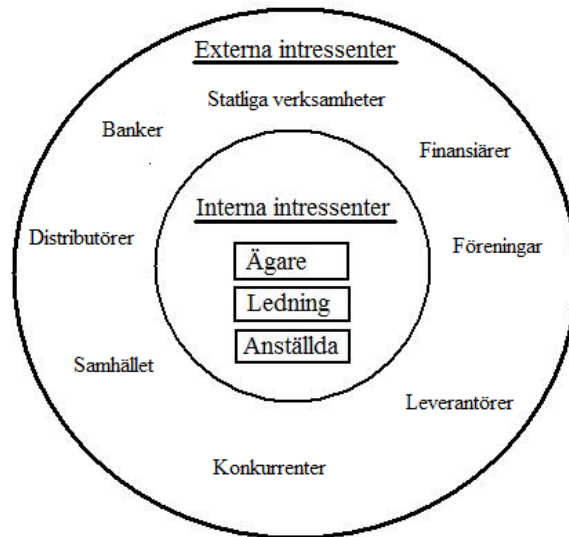 Externa intressenter
Statliga verksamheter
Banker
Finansiärer
Interna intressenter
Distributörer
Föreningar
Ägare
Ledning
Anställda
Samhället
Leverantörer
Konkurrenter